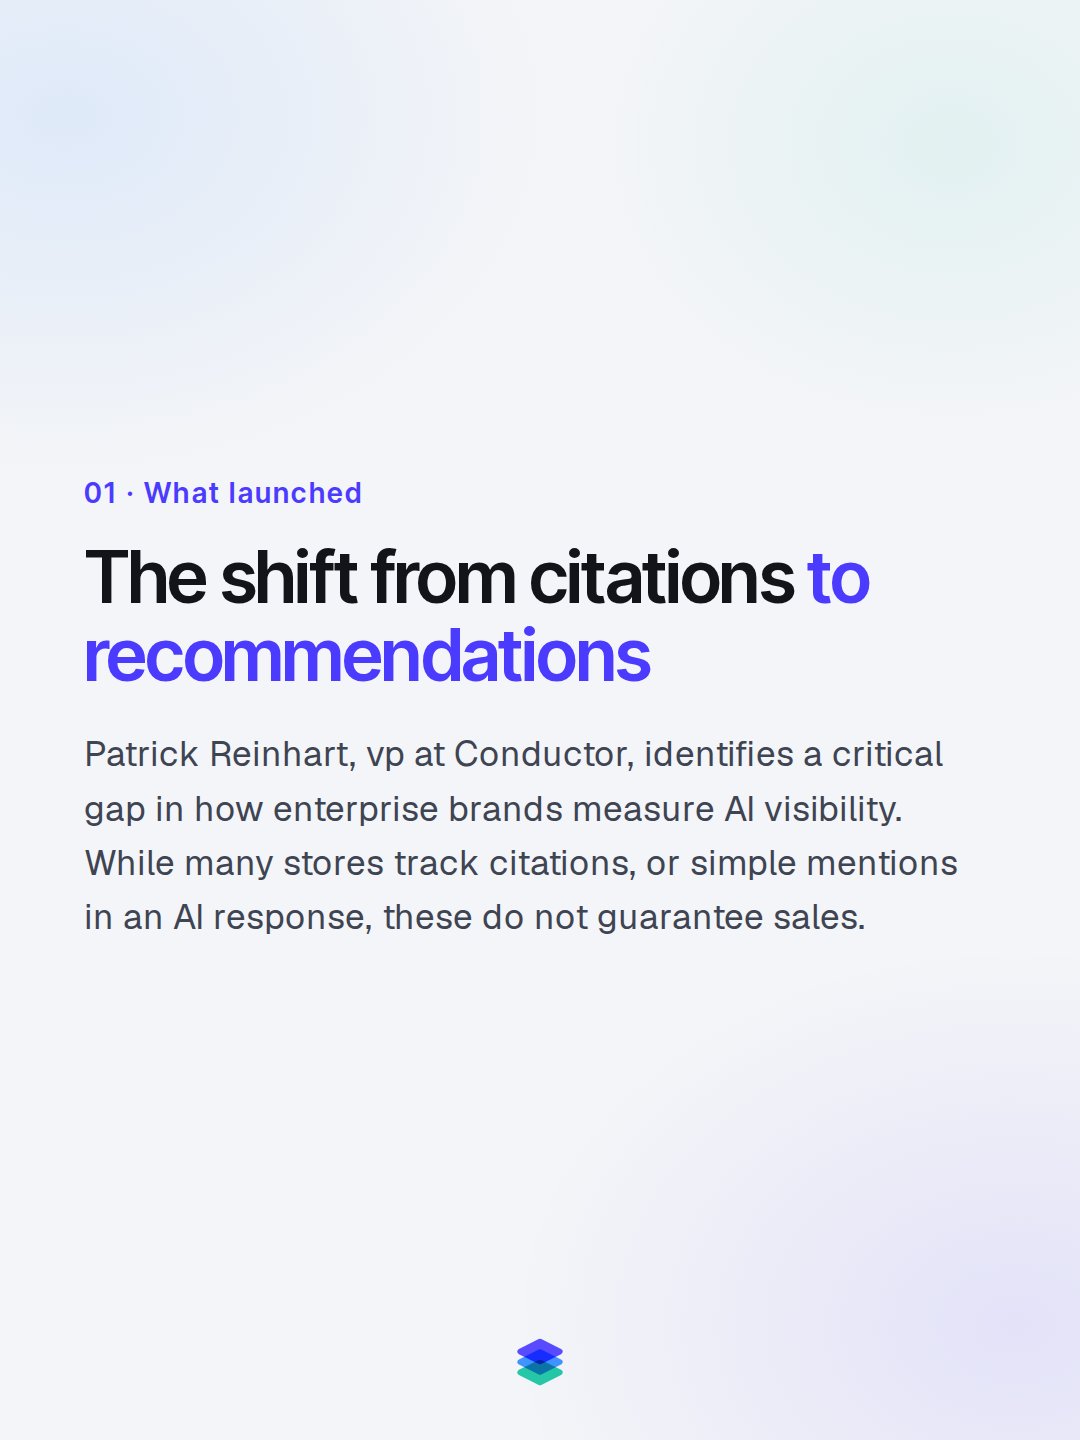 01 · What launched
The shift from citations to
recommendations
Patrick Reinhart, vp at Conductor, identifies a critical
gap in how enterprise brands measure AI visibility.
While many stores track citations, or simple mentions
in an AI response, these do not guarantee sales.